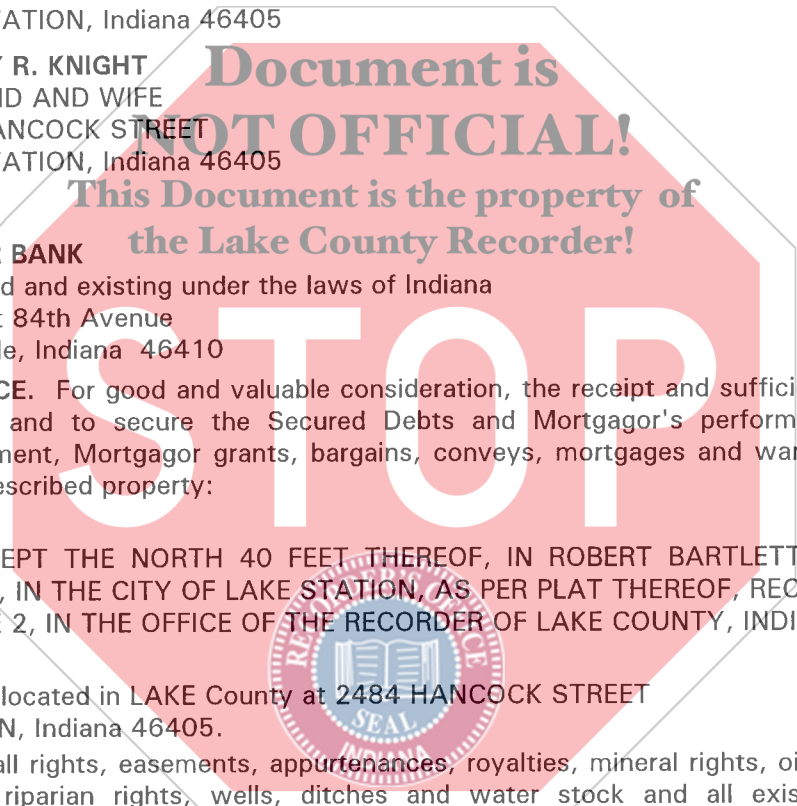 ATION, Indiana 46405
R. KNIGHT
ID AND WIFE
ANCOCK STREET
ATION, Indiana 46405
Document is
NOT OFFICIAL!
This Document is the property of
the Lake County Recorder!
BANK
d and existing under the laws of Indiana
84th Avenue
le, Indiana 46410
CE. For good and valuable consideration, the receipt and suffici
and to secure the Secured Debts and Mortgagor's perform
ment, Mortgagor grants, bargains, conveys, mortgages and war
escribed property:
STOP
EPT THE NORTH 40 FEET THEREOF, IN ROBERT BARTLETT
, IN THE CITY OF LAKE STATION, AS PER PLAT THEREOF, REC
2, IN THE OFFICE OF THE RECORDER OF LAKE COUNTY, INDI
located in LAKE County at 2484 HANCOCK STREET
N, Indiana 46405.
RECORDER'S OFFICE
SEAL
INDIANA
all rights, easements, appurtenances, royalties, mineral rights, oi
riparian rights, wells, ditches and water stock and all exis